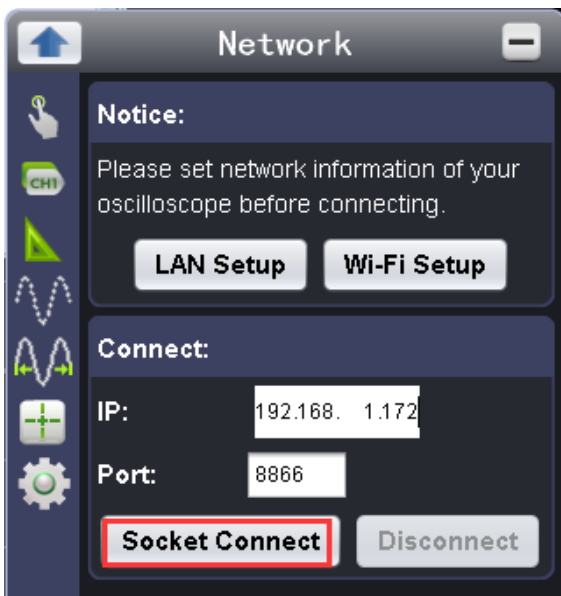 Network
CH1
Notice:
Please set network information of your
oscilloscope before connecting.
LAN Setup Wi-Fi Setup
Connect:
IP: 192.168. 1.172
Port: 8866
Socket Connect Disconnect